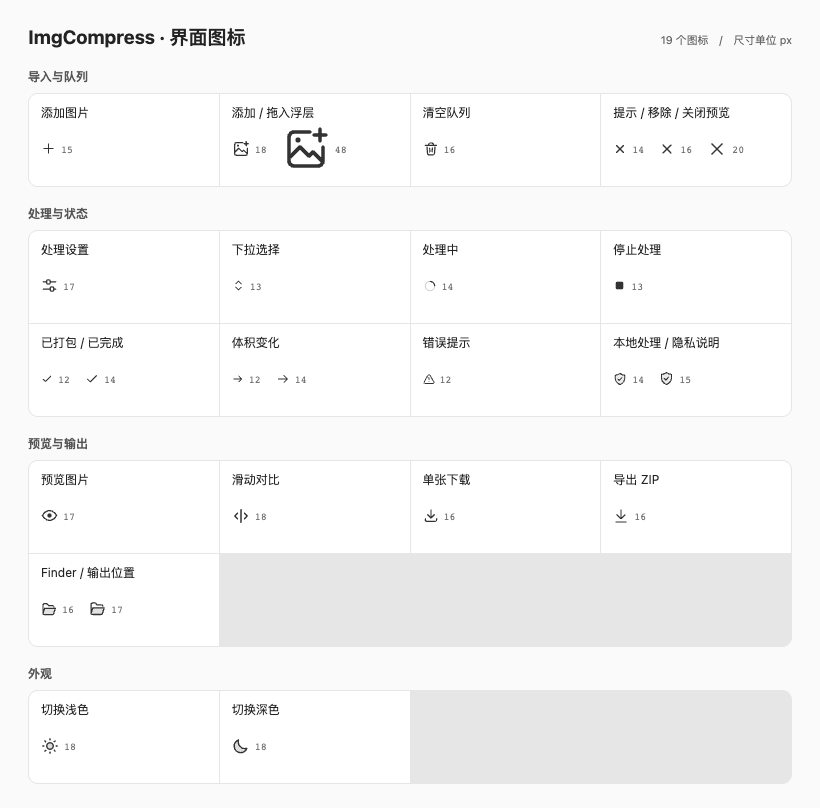 ImgCompress · 界面图标
19 个图标 / 尺寸单位 px
导入与队列
添加图片
15
添加 / 拖入浮层
18 48
清空队列
16
提示 / 移除 / 关闭预览
14 16 20
处理与状态
处理设置
17
下拉选择
13
处理中
14
停止处理
13
已打包 / 已完成
12 14
体积变化
12 14
错误提示
12
本地处理 / 隐私说明
14 15
预览与输出
预览图片
17
滑动对比
18
单张下载
16
导出 ZIP
16
Finder / 输出位置
16 17
外观
切换浅色
18
切换深色
18